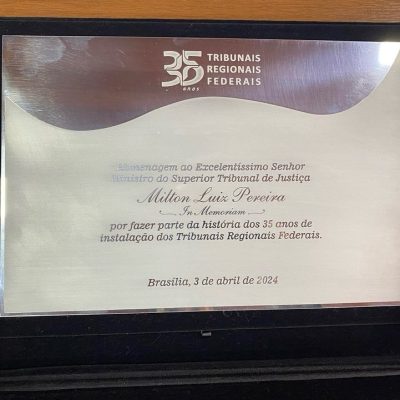 35 anos
TRIBUNAIS
REGIONAIS
FEDERAIS
Homenagem ao Excelentíssimo Senhor
Ministro do Superior Tribunal de Justiça
Milton Luiz Pereira
In Memoriam
por fazer parte da história dos 35 anos de
instalação dos Tribunais Regionais Federais.
Brasília, 3 de abril de 2024